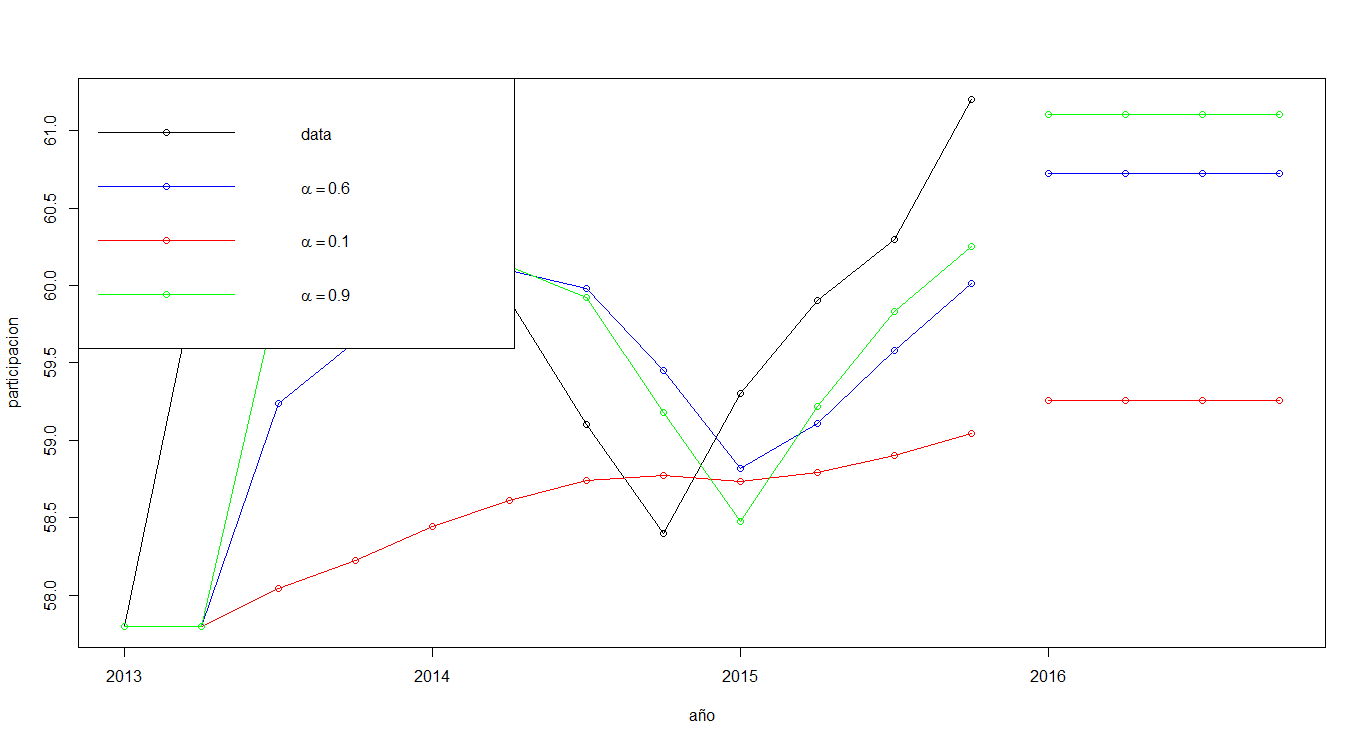 data
α = 0.6
α = 0.1
α = 0.9
participacion
61.0
60.5
60.0
59.5
59.0
58.5
58.0
2013 2014 2015 2016
año